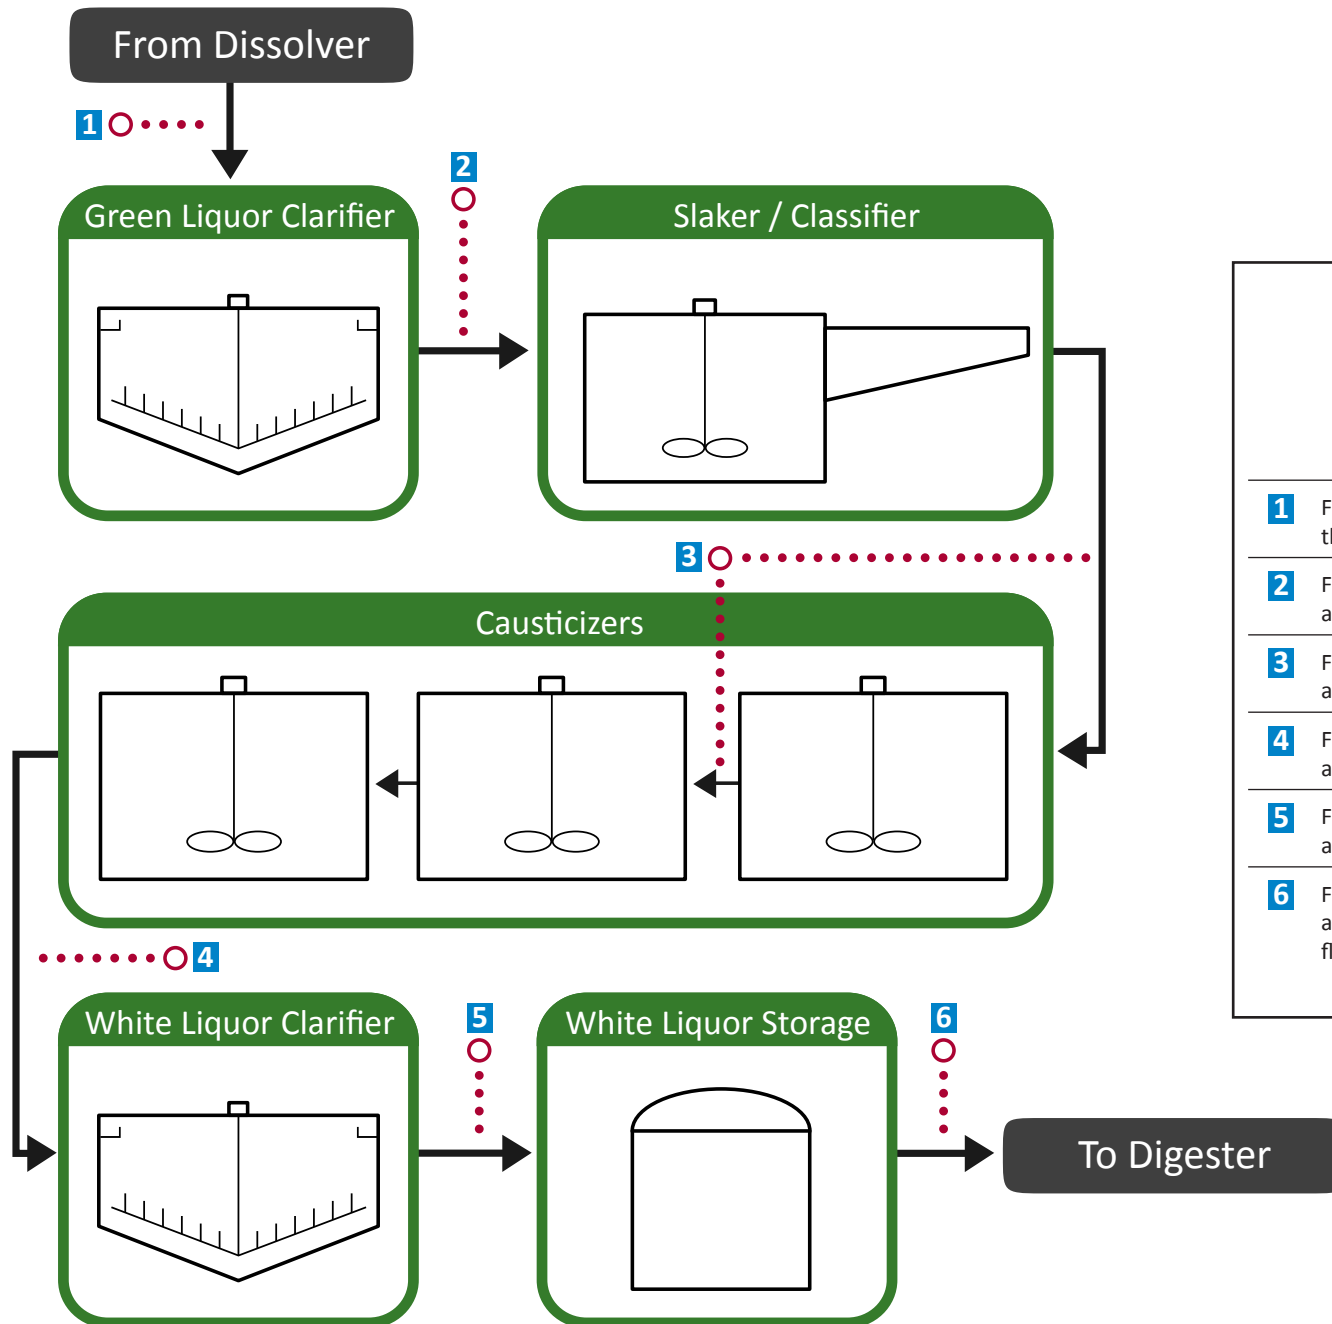 From Dissolver
1
2
Green Liquor Clarifier
Slaker / Classifier
3
Causticizers
4
White Liquor Clarifier
5
White Liquor Storage
6
To Digester
1
2
3
4
5
6